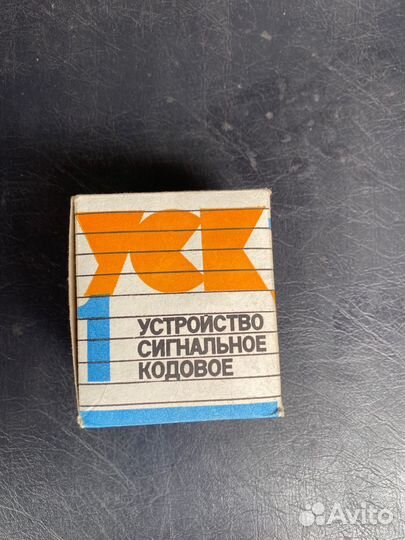 УСК
1
УСТРОЙСТВО
СИГНАЛЬНОЕ
КОДОВОЕ
Avito